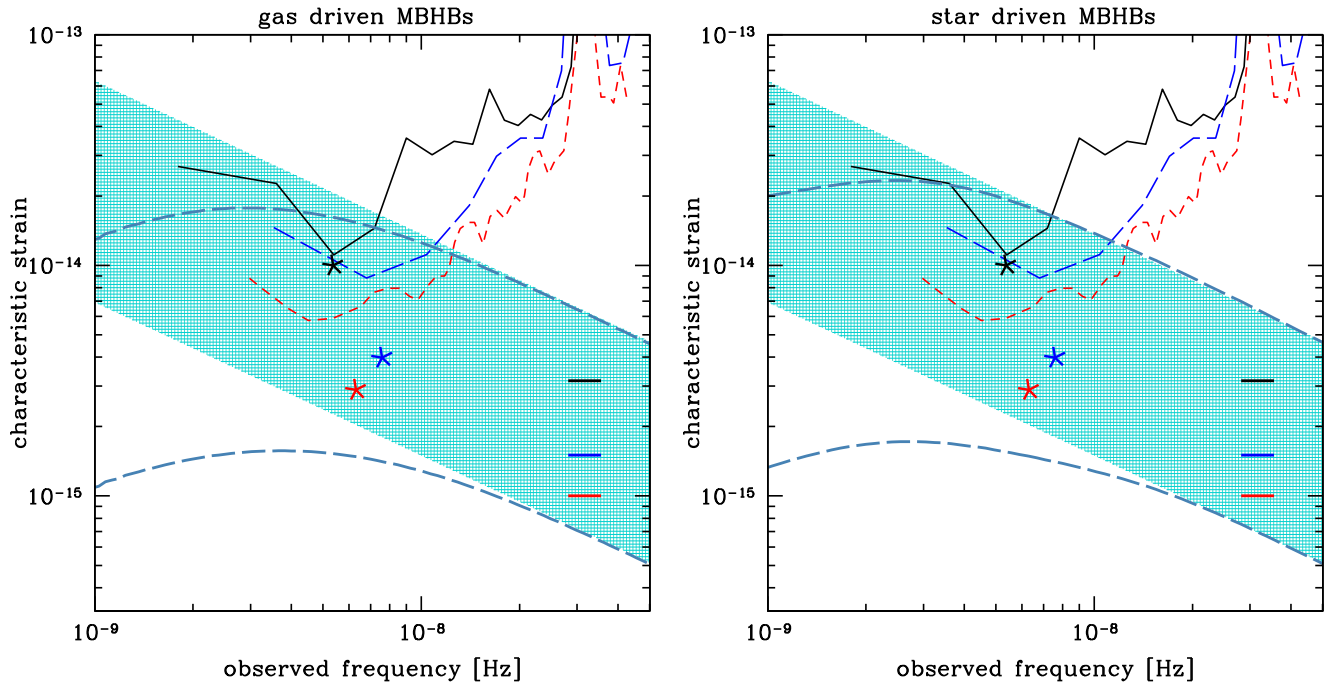 gas driven MBHBs
star driven MBHBs
10⁻¹³
10⁻¹⁴
10⁻¹⁵
characteristic strain
10⁻⁹
10⁻⁸
observed frequency [Hz]
10⁻¹³
10⁻¹⁴
10⁻¹⁵
characteristic strain
10⁻⁹
10⁻⁸
observed frequency [Hz]